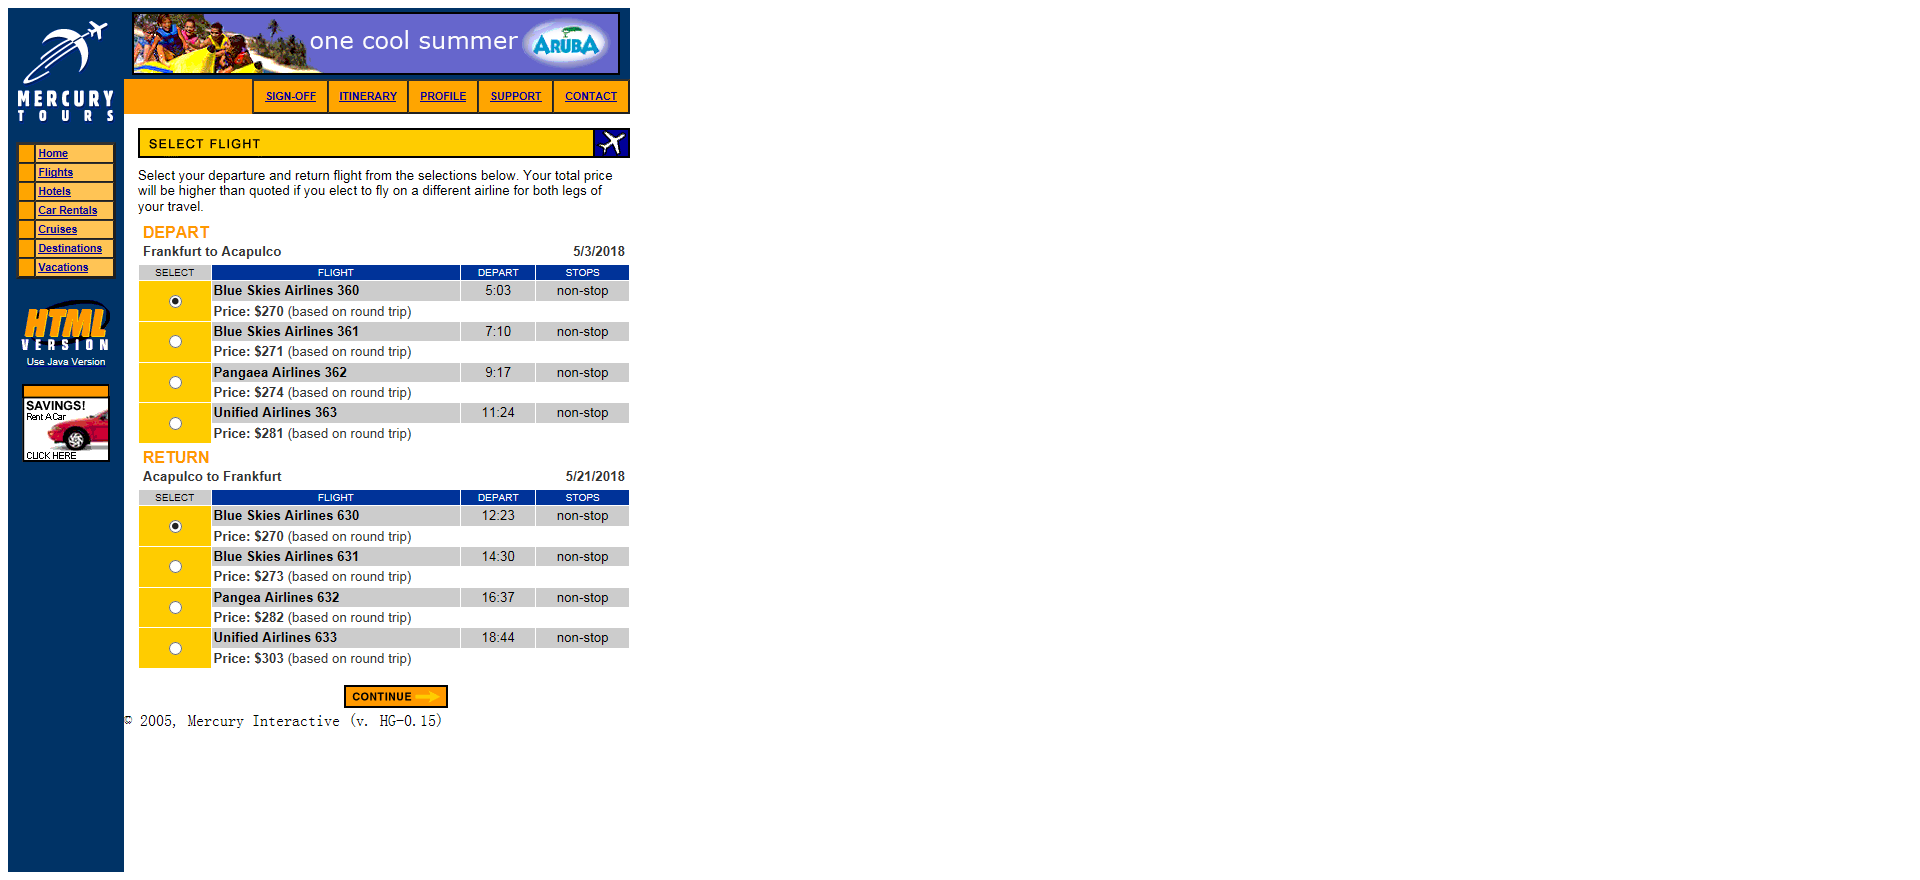 one cool summer ARUBA
MERCURY
TOURS
SIGN-OFF ITINERARY PROFILE SUPPORT CONTACT
SELECT FLIGHT
Home
Flights
Hotels
Car Rentals
Cruises
Destinations
Vacations
HTML
VERSION
Use Java Version
SAVINGS!
Rent A Car
CLICK HERE
Select your departure and return flight from the selections below. Your total price
will be higher than quoted if you elect to fly on a different airline for both legs of
your travel.
DEPART
Frankfurt to Acapulco 5/3/2018
SELECT FLIGHT DEPART STOPS
Blue Skies Airlines 360 5:03 non-stop
Price: $270 (based on round trip)
Blue Skies Airlines 361 7:10 non-stop
Price: $271 (based on round trip)
Pangaea Airlines 362 9:17 non-stop
Price: $274 (based on round trip)
Unified Airlines 363 11:24 non-stop
Price: $281 (based on round trip)
RETURN
Acapulco to Frankfurt 5/21/2018
SELECT FLIGHT DEPART STOPS
Blue Skies Airlines 630 12:23 non-stop
Price: $270 (based on round trip)
Blue Skies Airlines 631 14:30 non-stop
Price: $273 (based on round trip)
Pangea Airlines 632 16:37 non-stop
Price: $282 (based on round trip)
Unified Airlines 633 18:44 non-stop
Price: $303 (based on round trip)
CONTINUE
© 2005, Mercury Interactive (v. HG-0.15)